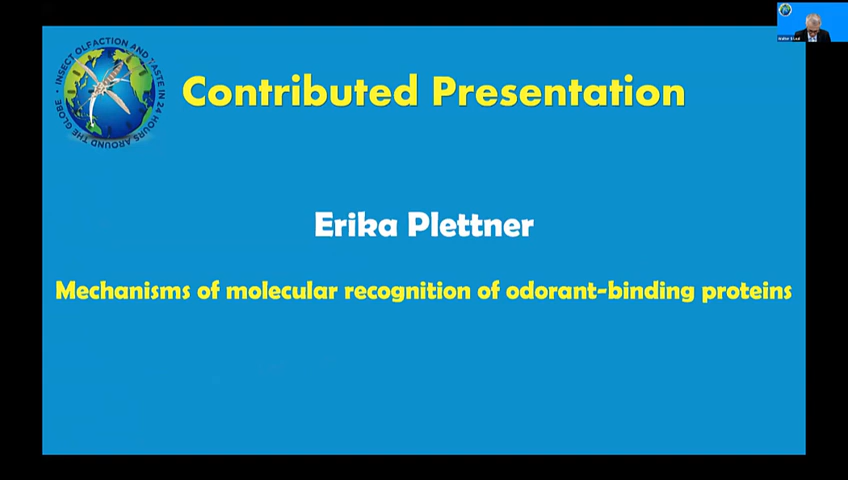 INSECT OLFACTION AND TASTE IN 24 HOURS AROUND THE GLOBE
Contributed Presentation
Erika Plettner
Mechanisms of molecular recognition of odorant-binding proteins